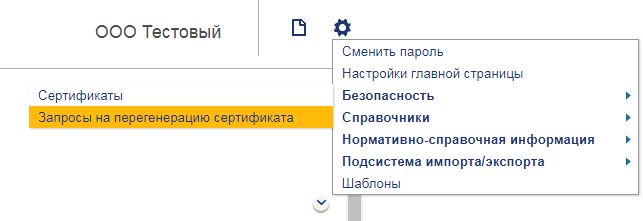 ООО Тестовый
Сменить пароль
Настройки главной страницы
Безопасность
Справочники
Нормативно-справочная информация
Подсистема импорта/экспорта
Шаблоны
Сертификаты
Запросы на перегенерацию сертификата